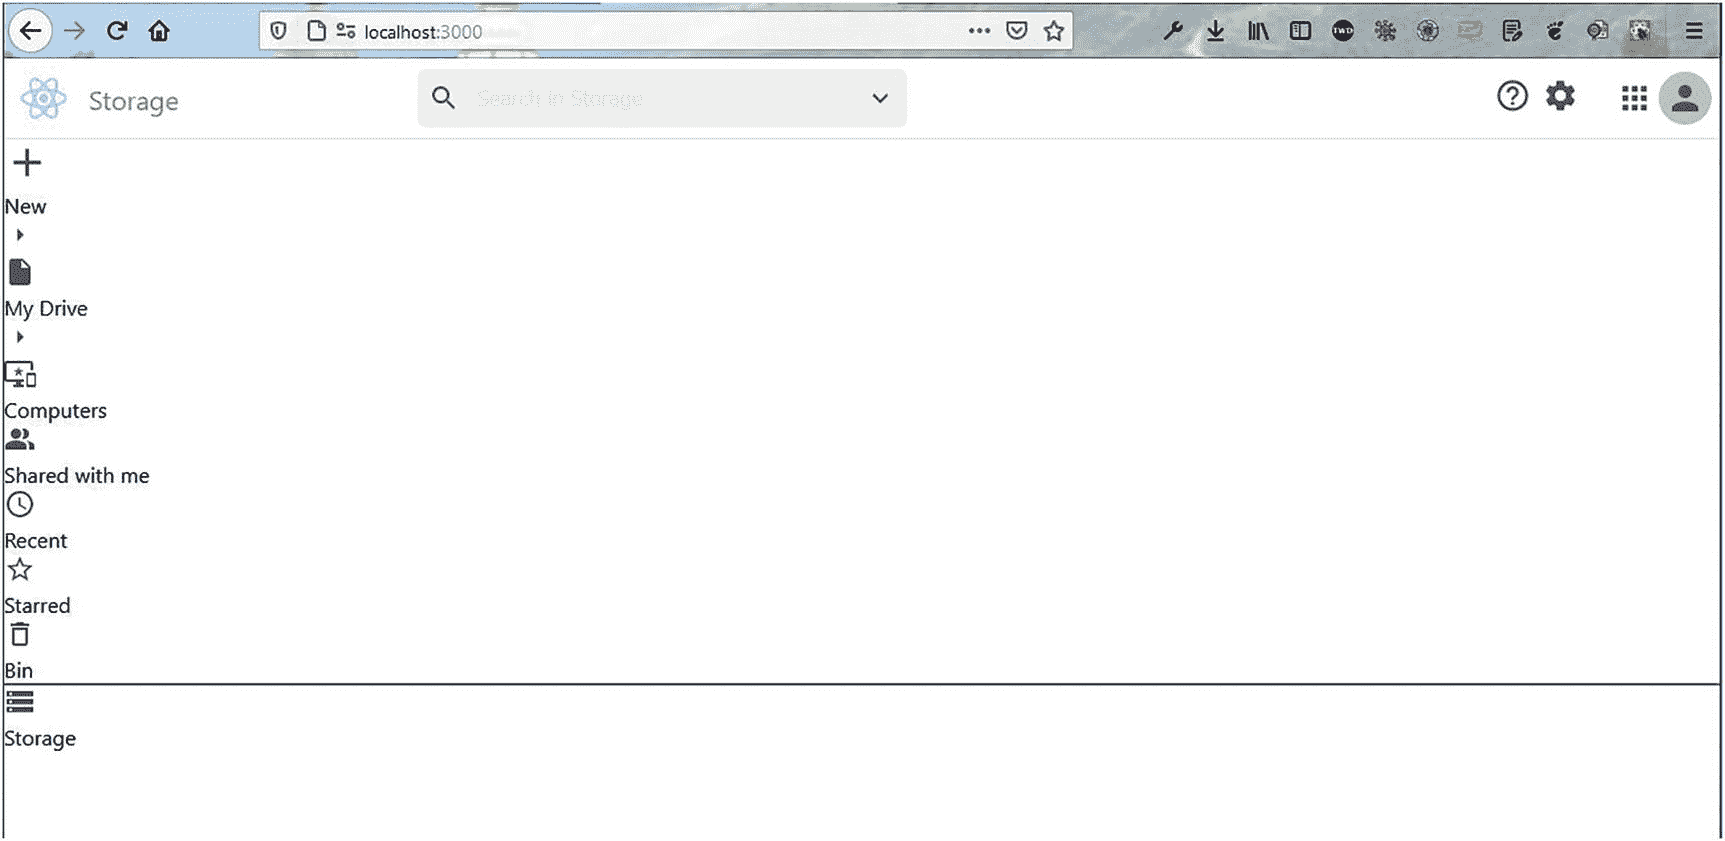 localhost:3000
Storage
Search in Storage
New
My Drive
Computers
Shared with me
Recent
Starred
Bin
Storage